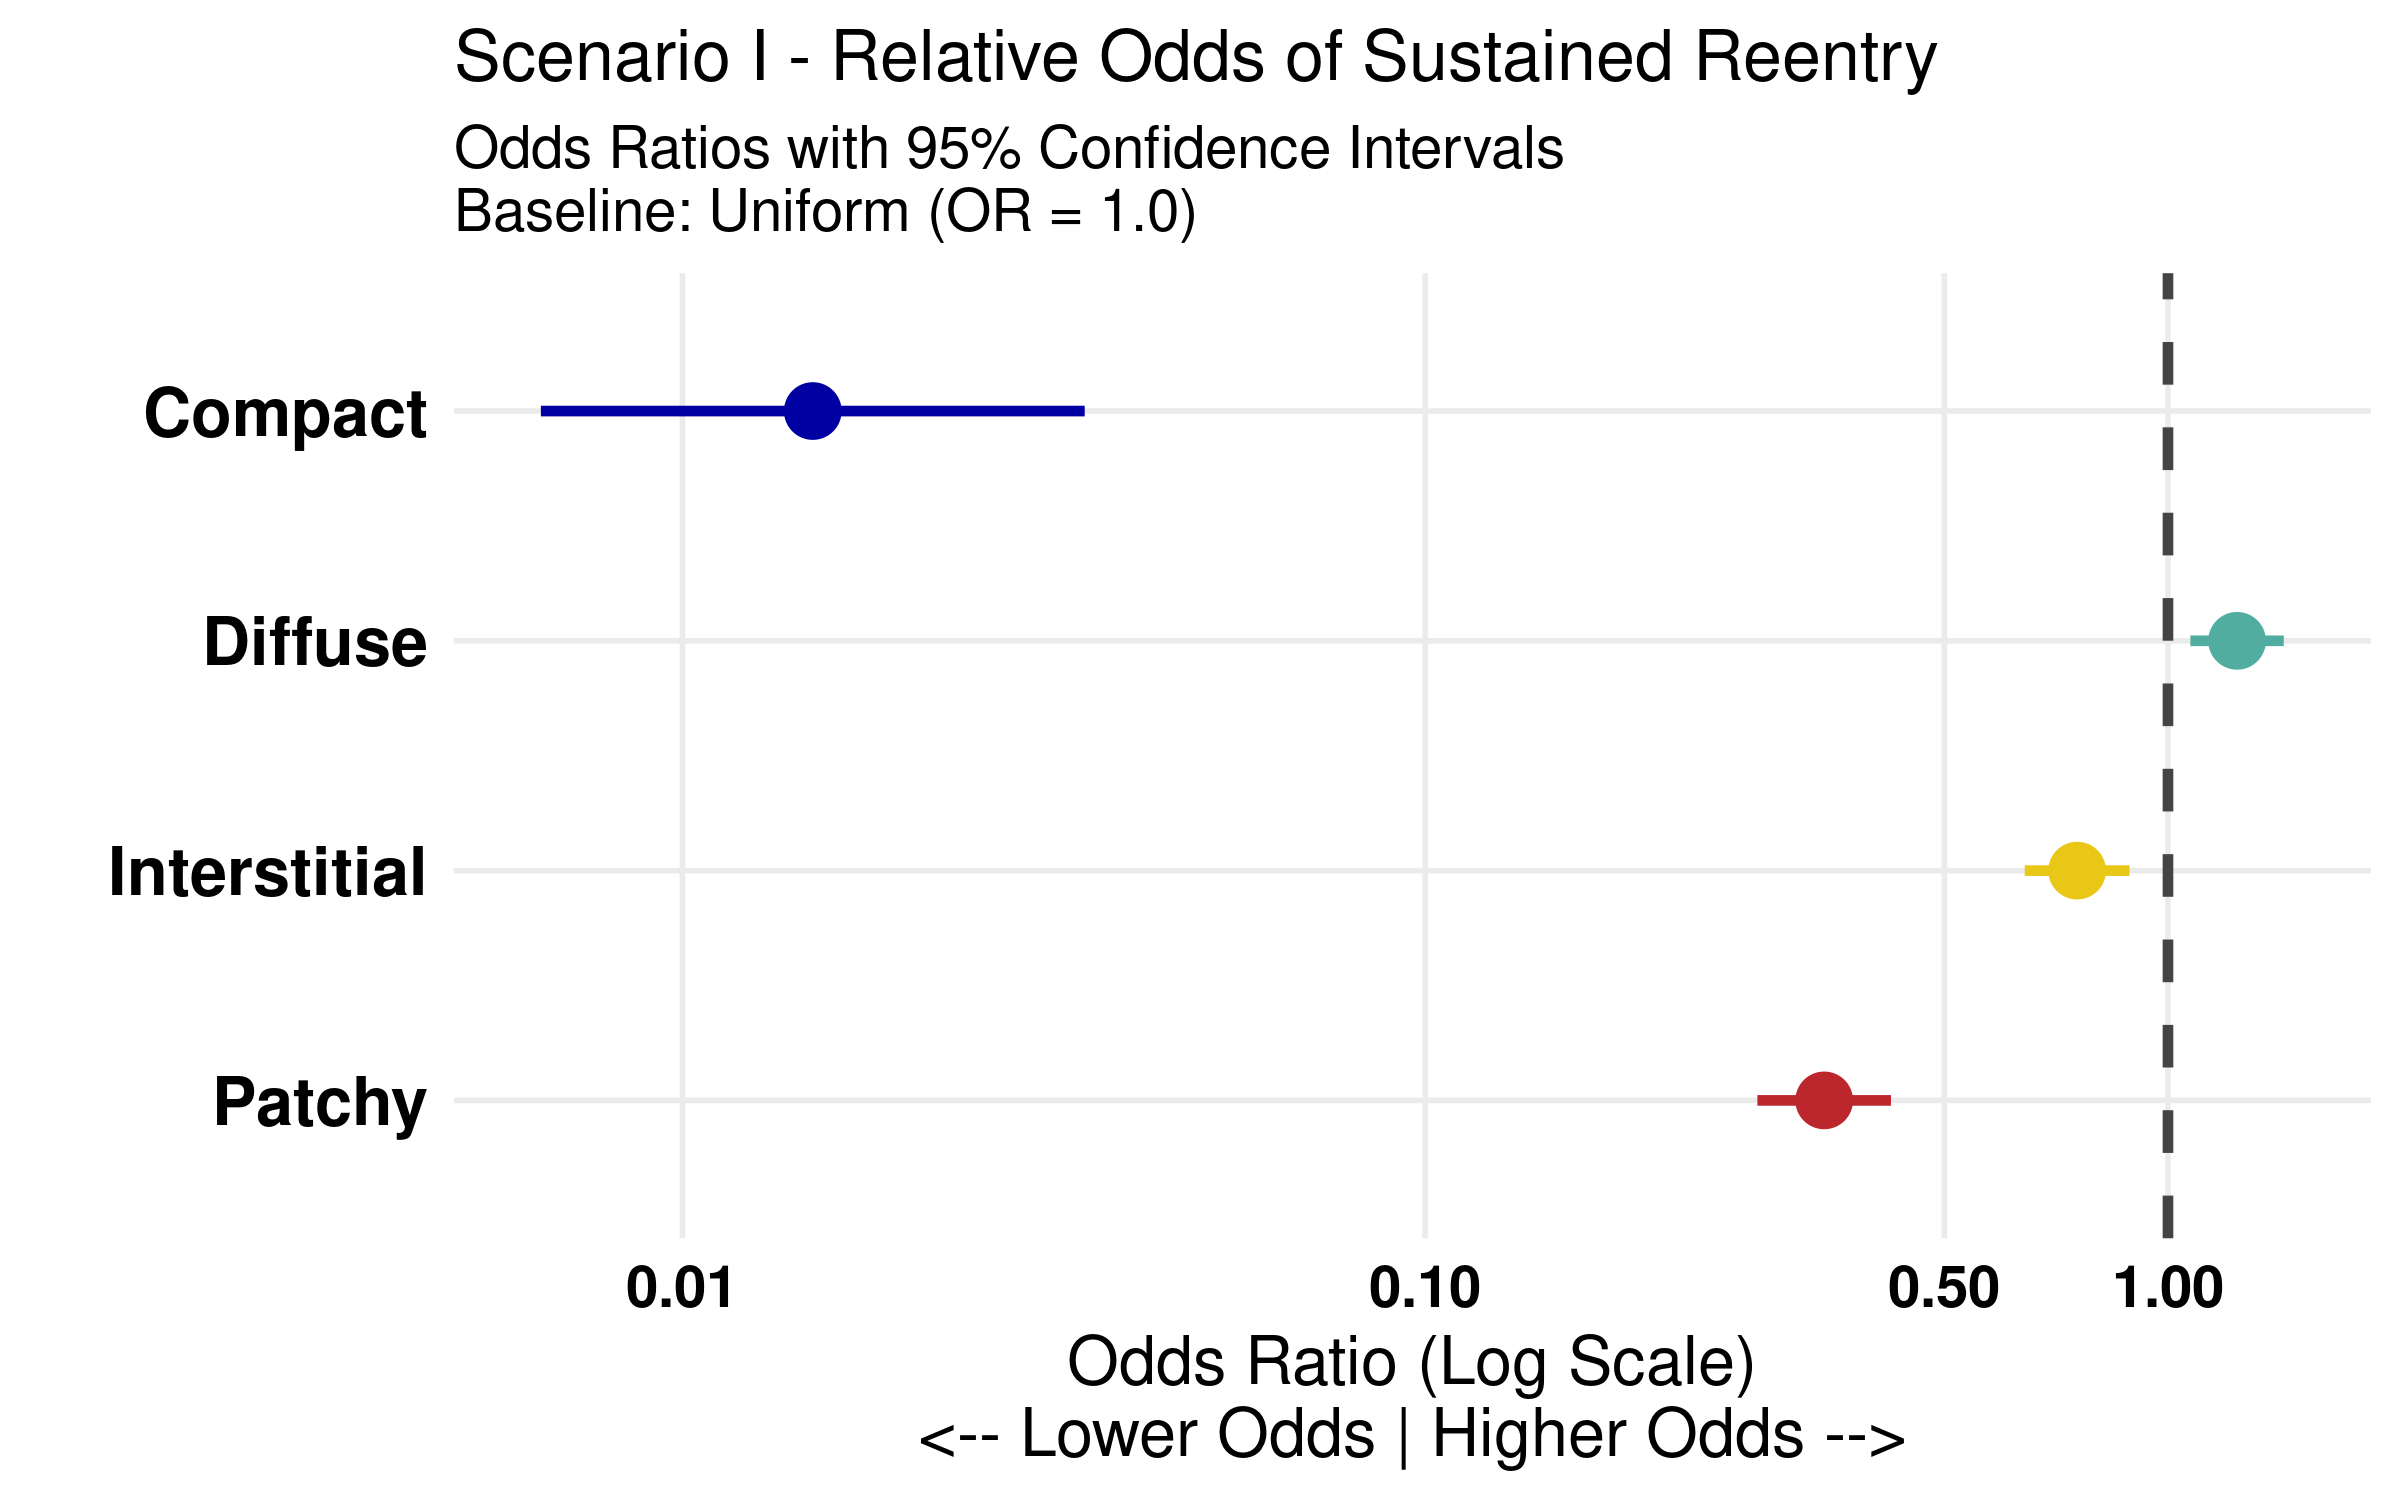 Scenario I - Relative Odds of Sustained Reentry
Odds Ratios with 95% Confidence Intervals
Baseline: Uniform (OR = 1.0)
Compact
Diffuse
Interstitial
Patchy
0.01 0.10 0.50 1.00
Odds Ratio (Log Scale)
<-- Lower Odds | Higher Odds -->